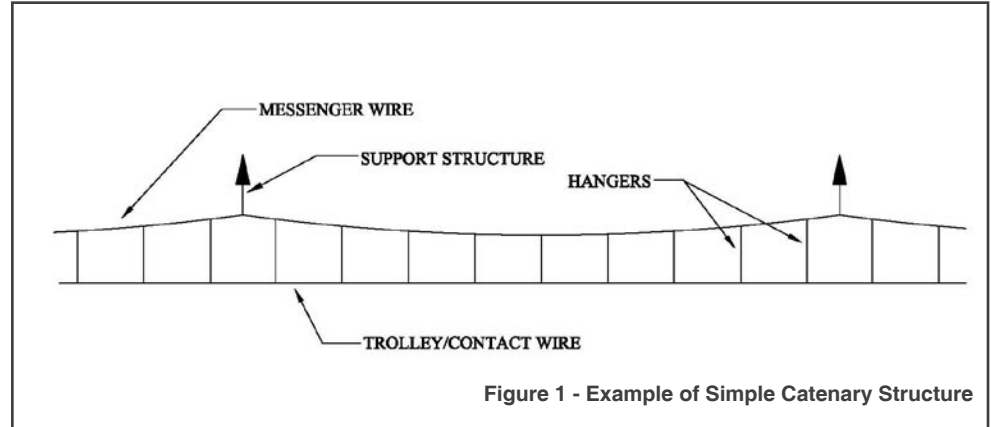 MESSENGER WIRE
SUPPORT STRUCTURE
HANGERS
TROLLEY/CONTACT WIRE
Figure 1 - Example of Simple Catenary Structure